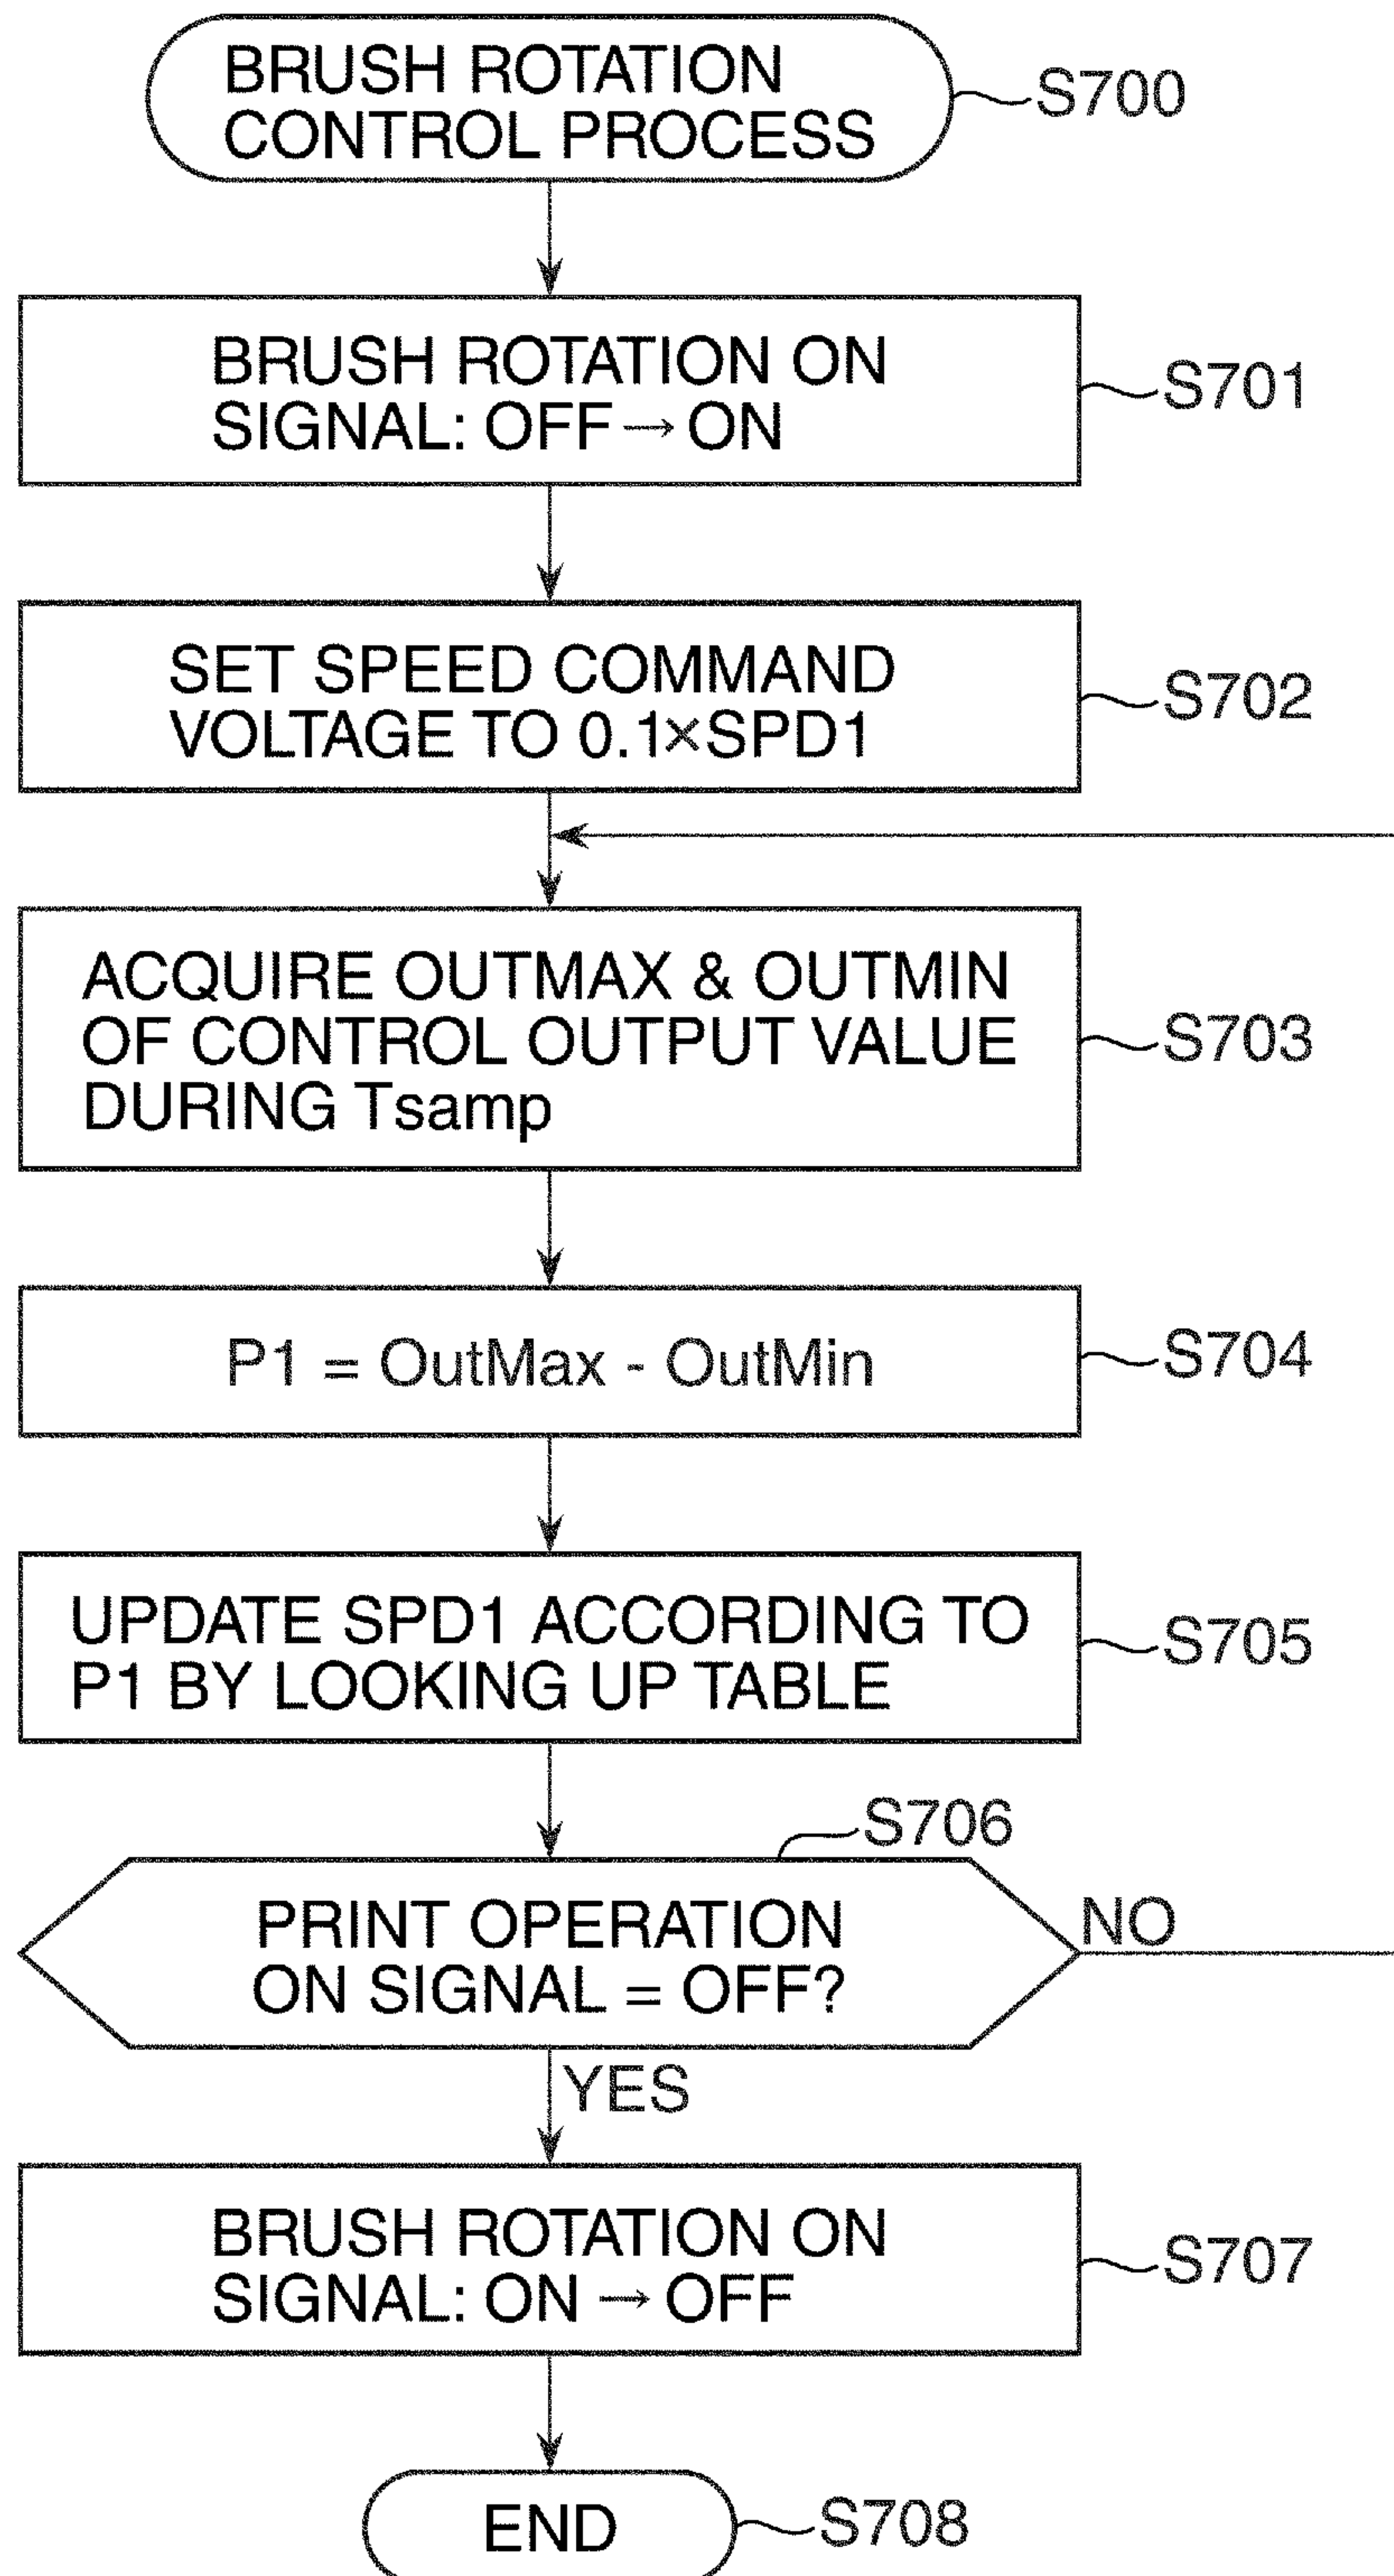 BRUSH ROTATION
CONTROL PROCESS
S700
BRUSH ROTATION ON
SIGNAL: OFF→ON
S701
SET SPEED COMMAND
VOLTAGE TO 0.1×SPD1
S702
ACQUIRE OUTMAX & OUTMIN
OF CONTROL OUTPUT VALUE
DURING Tsamp
S703
P1 = OutMax - OutMin
S704
UPDATE SPD1 ACCORDING TO
P1 BY LOOKING UP TABLE
S705
S706
PRINT OPERATION
ON SIGNAL = OFF?
NO
YES
BRUSH ROTATION ON
SIGNAL: ON→OFF
S707
END
S708